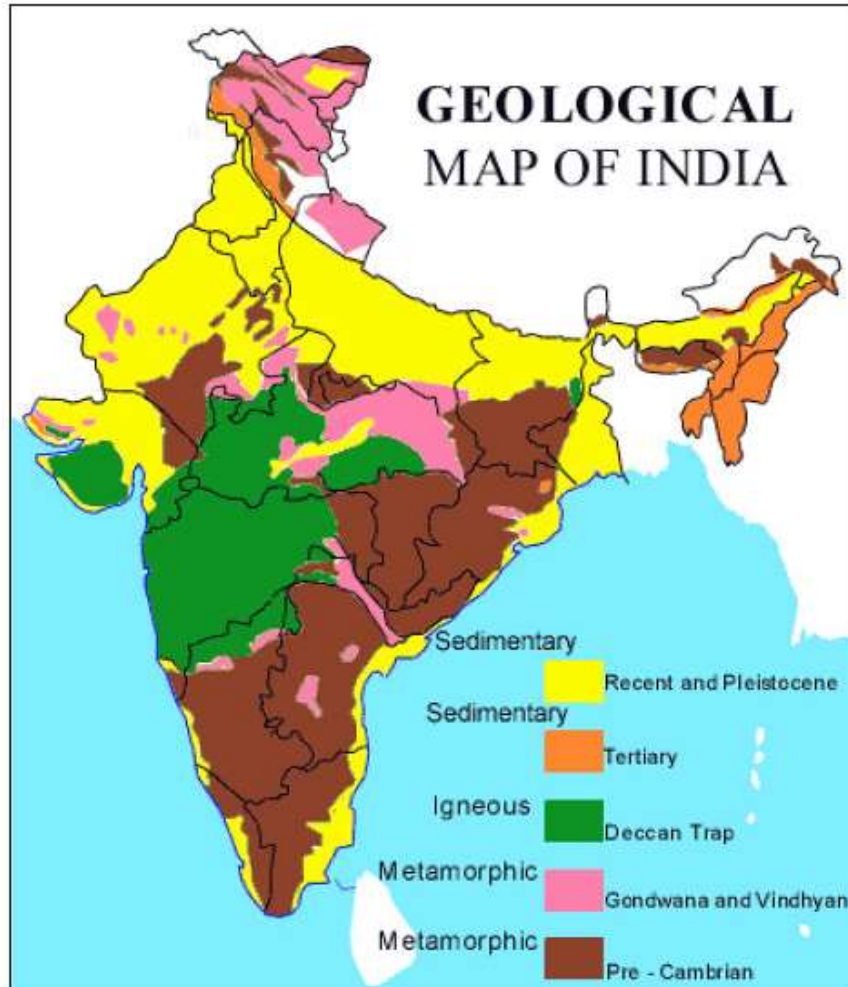 GEOLOGICAL
MAP OF INDIA
Sedimentary
Recent and Pleistocene
Sedimentary
Tertiary
Igneous
Deccan Trap
Metamorphic
Gondwana and Vindhyan
Metamorphic
Pre - Cambrian